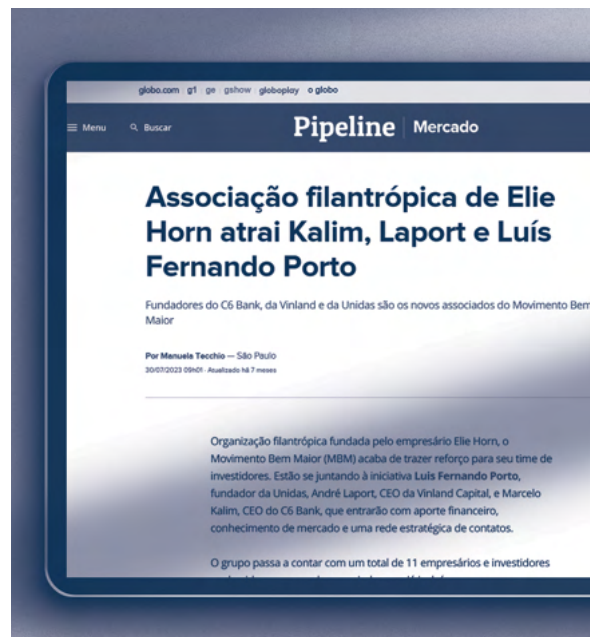 globo.com g1 ge gshow globoplay o globo
Menu Buscar Pipeline Mercado
Associação filantrópica de Elie
Horn atrai Kalim, Laport e Luís
Fernando Porto
Fundadores do C6 Bank, da Vinland e da Unidas são os novos associados do Movimento Bem
Maior
Por Manuela Tecchio — São Paulo
30/07/2023 09h01 · Atualizado há 7 meses
Organização filantrópica fundada pelo empresário Elie Horn, o
Movimento Bem Maior (MBM) acaba de trazer reforço para seu time de
investidores. Estão se juntando à iniciativa Luis Fernando Porto,
fundador da Unidas, André Laport, CEO da Vinland Capital, e Marcelo
Kalim, CEO do C6 Bank, que entrarão com aporte financeiro,
conhecimento de mercado e uma rede estratégica de contatos.
O grupo passa a contar com um total de 11 empresários e investidores